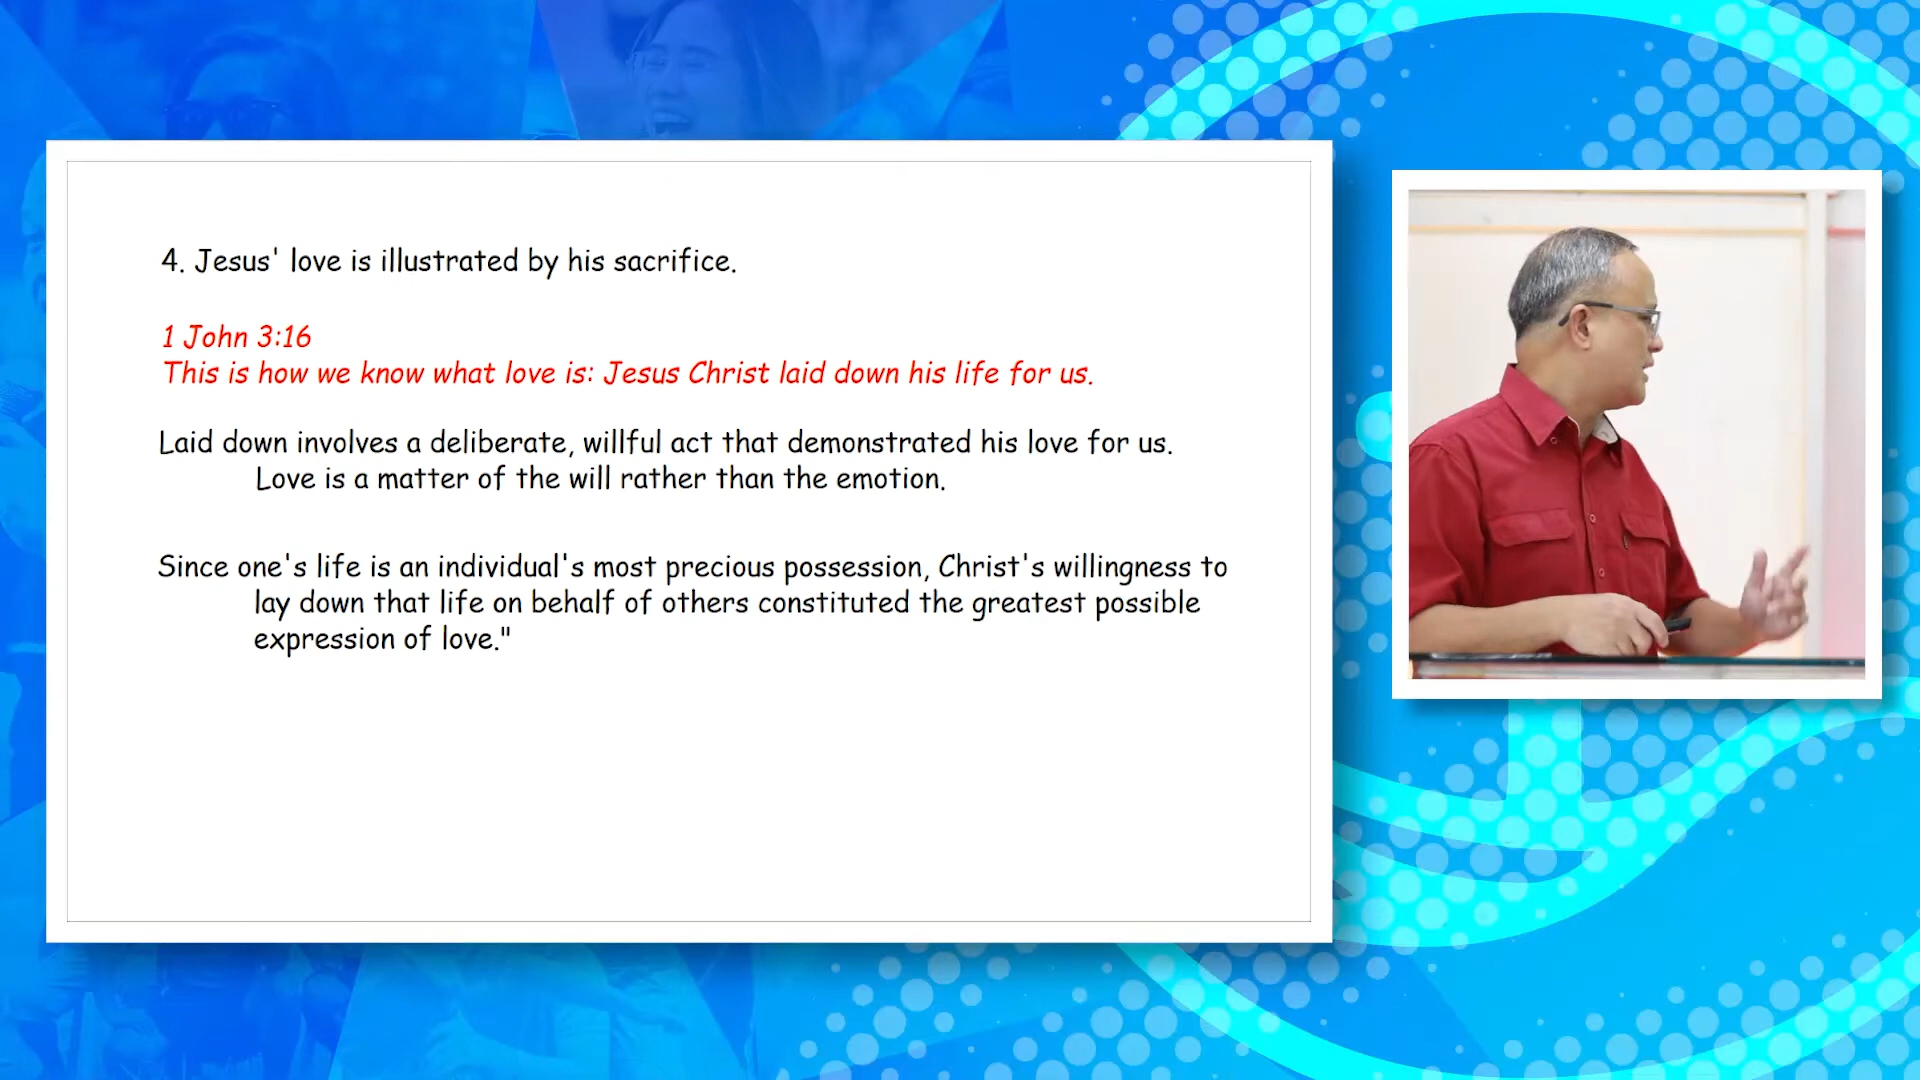 4. Jesus' love is illustrated by his sacrifice.
1 John 3:16
This is how we know what love is: Jesus Christ laid down his life for us.
Laid down involves a deliberate, willful act that demonstrated his love for us.
Love is a matter of the will rather than the emotion.
Since one's life is an individual's most precious possession, Christ's willingness to
lay down that life on behalf of others constituted the greatest possible
expression of love."